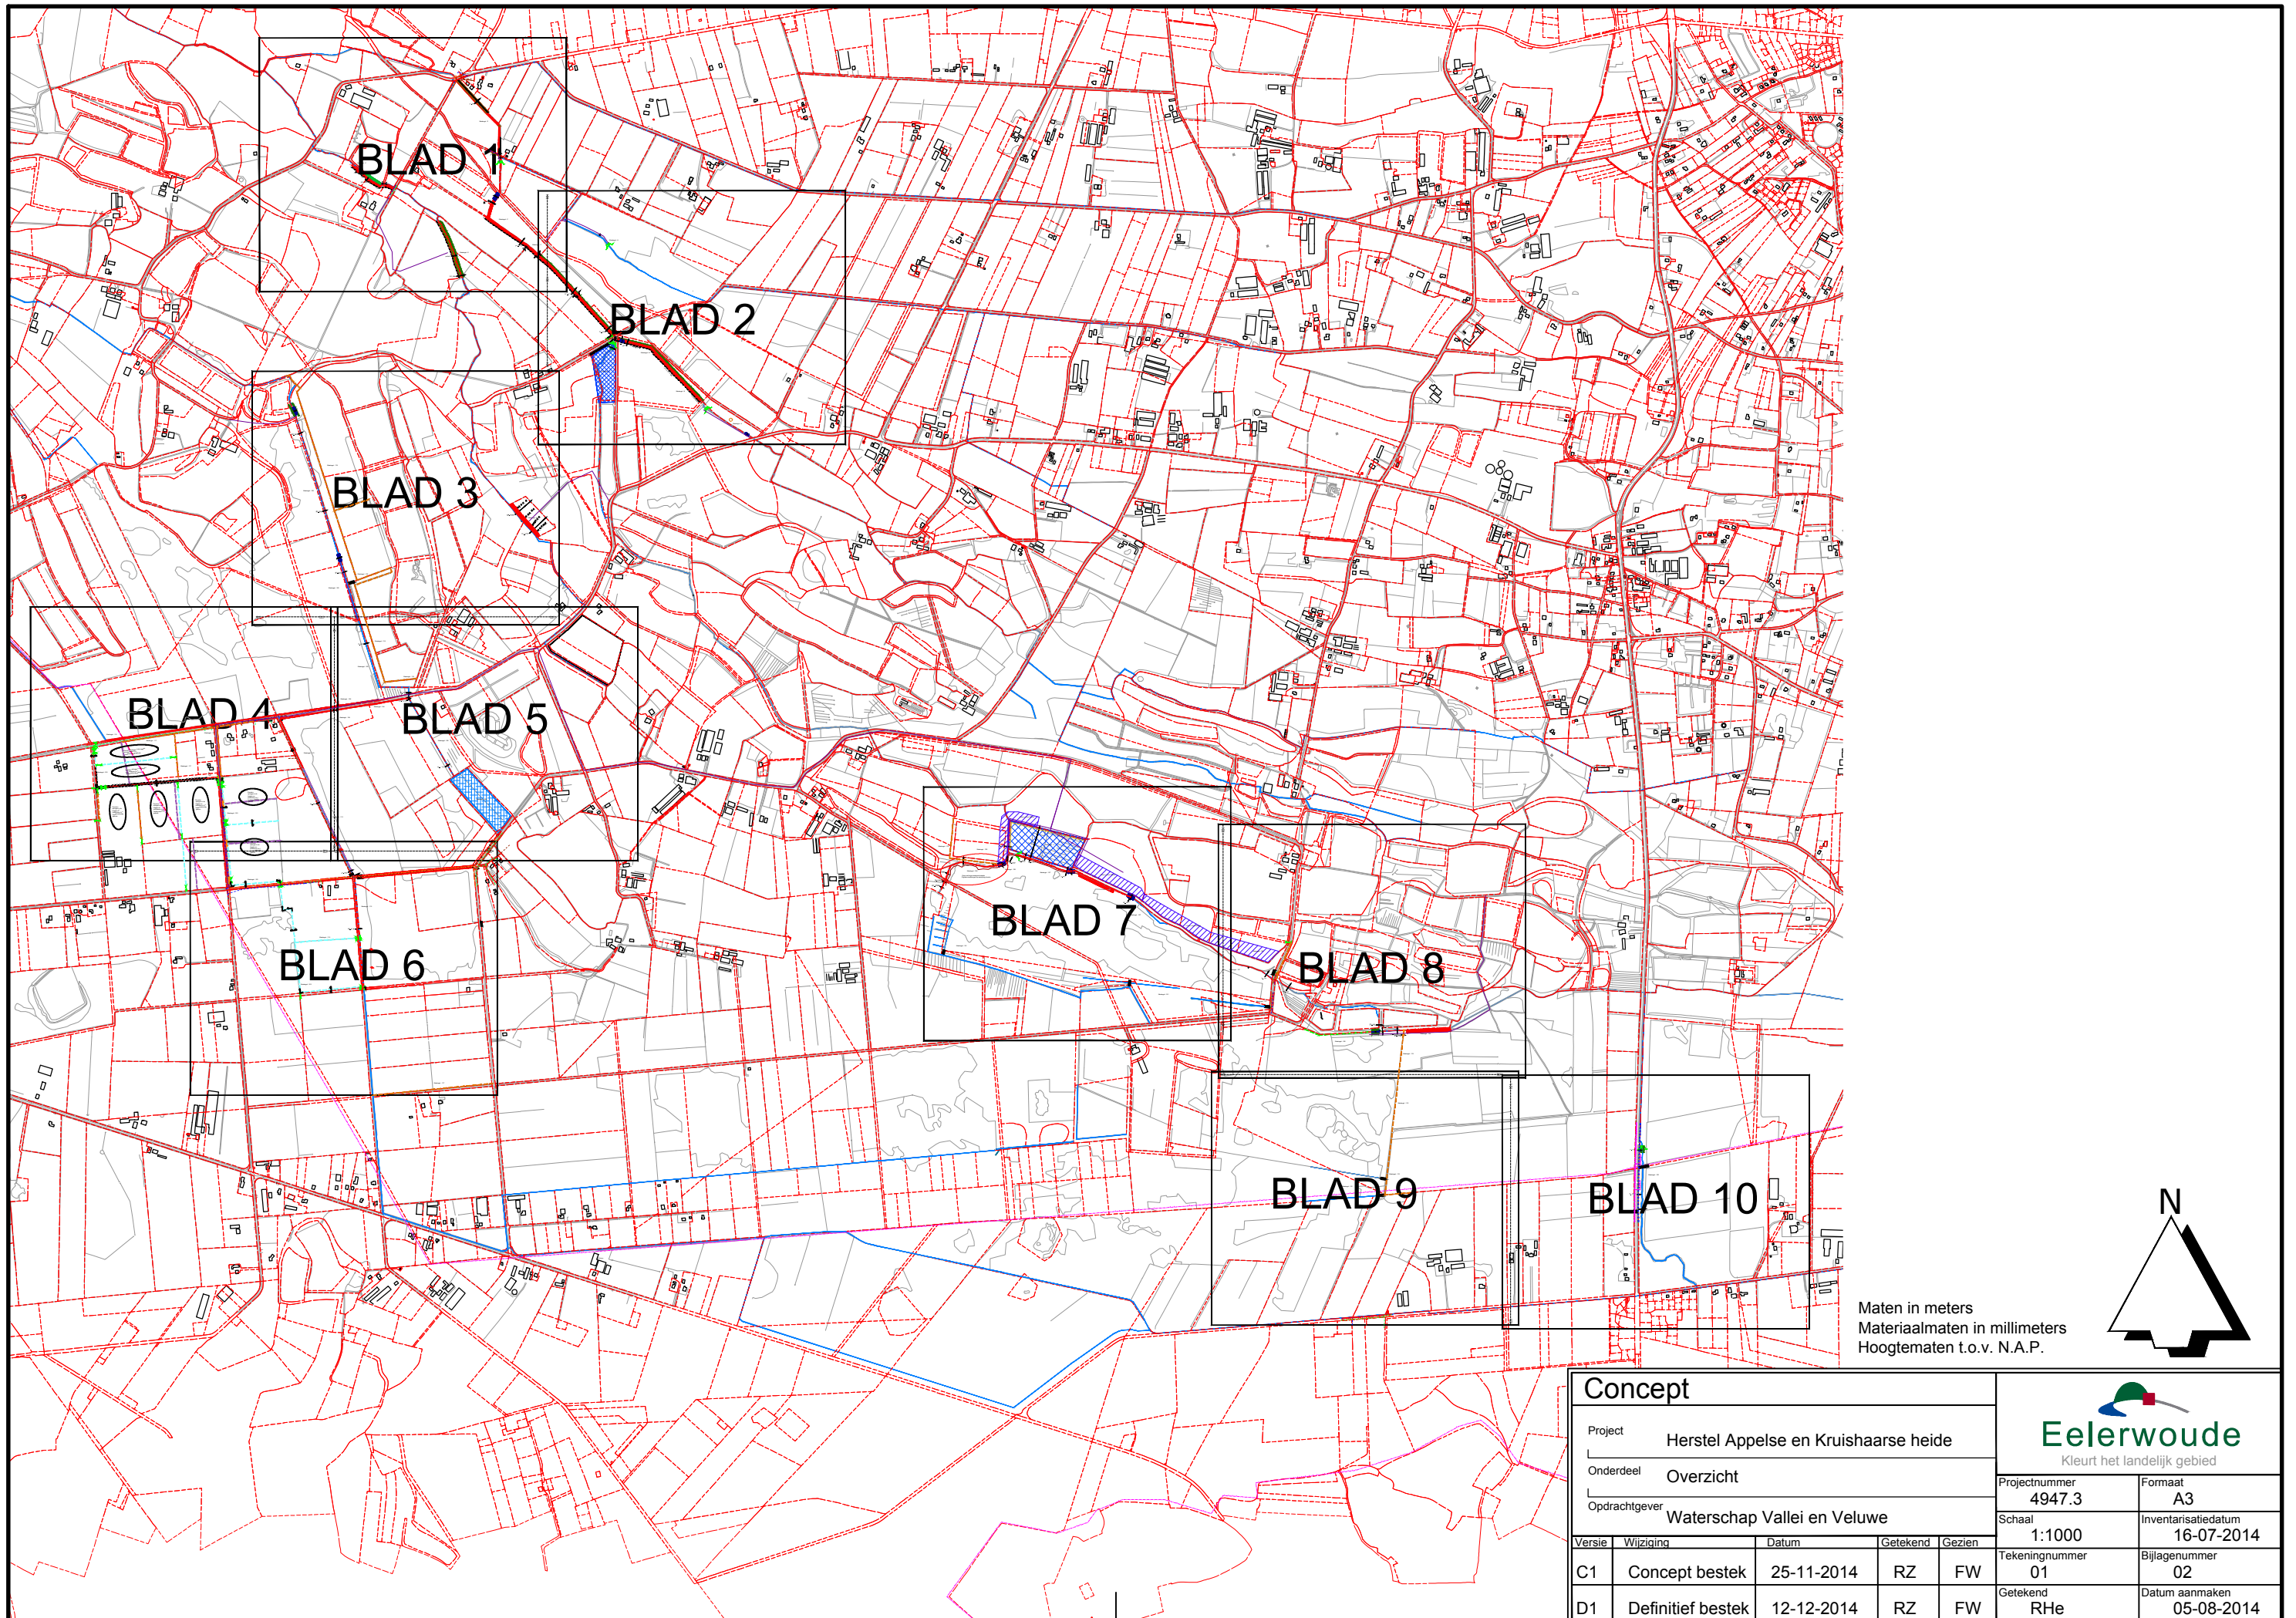 BLAD 1
BLAD 2
BLAD 3
BLAD 4
BLAD 5
BLAD 6
BLAD 7
BLAD 8
BLAD 9
BLAD 10
N
Maten in meters
Materiaalmaten in millimeters
Hoogtematen t.o.v. N.A.P.
Concept
Project Herstel Appelse en Kruishaarse heide
Onderdeel Overzicht
Opdrachtgever Waterschap Vallei en Veluwe
Versie Wijziging Datum Getekend Gezien
C1 Concept bestek 25-11-2014 RZ FW
D1 Definitief bestek 12-12-2014 RZ FW
Eelerwoude
Kleurt het landelijk gebied
Projectnummer Formaat
4947.3 A3
Schaal Inventarisatiedatum
1:1000 16-07-2014
Tekeningnummer Bijlagenummer
01 02
Getekend Datum aanmaken
RHe 05-08-2014